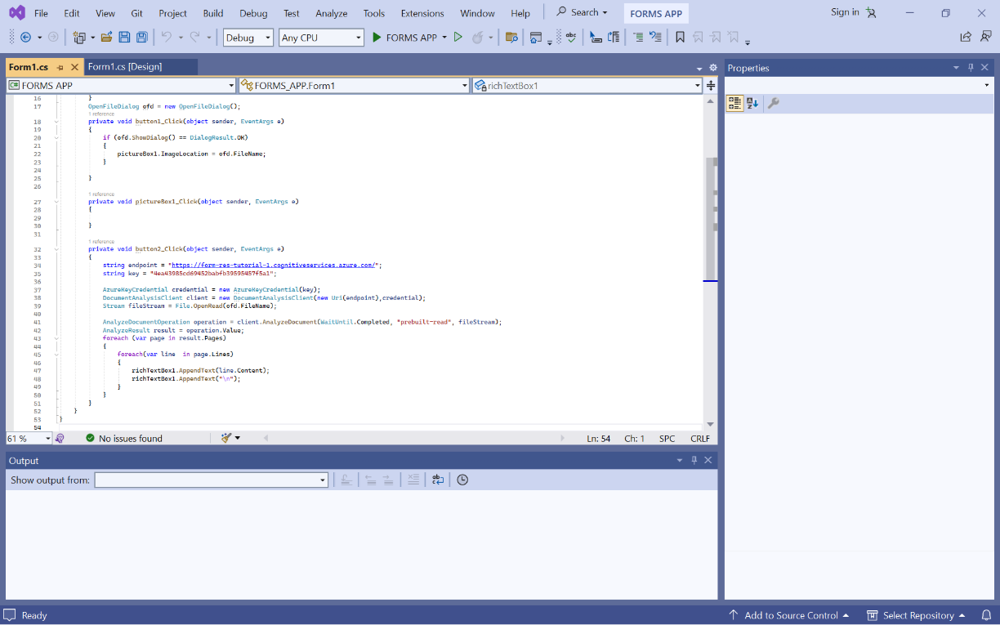 File Edit View Git Project Build Debug Test Analyze Tools Extensions Window Help Search FORMS APP Sign in
Debug Any CPU FORMS APP
Form1.cs Form1.cs [Design]
FORMS APP FORMS_APP.Form1 richTextBox1
16 }
17 OpenFileDialog ofd = new OpenFileDialog();
1 reference
18 private void button1_Click(object sender, EventArgs e)
19 {
20 if (ofd.ShowDialog() == DialogResult.OK)
21 {
22 pictureBox1.ImageLocation = ofd.FileName;
23 }
24
25 }
26
1 reference
27 private void pictureBox1_Click(object sender, EventArgs e)
28 {
29
30 }
31
1 reference
32 private void button2_Click(object sender, EventArgs e)
33 {
34 string endpoint = "https://form-res-tutorial-1.cognitiveservices.azure.com/";
35 string key = "4ea43985cd69452babfb39595457f5a1";
36
37 AzureKeyCredential credential = new AzureKeyCredential(key);
38 DocumentAnalysisClient client = new DocumentAnalysisClient(new Uri(endpoint),credential);
39 Stream fileStream = File.OpenRead(ofd.FileName);
40
41 AnalyzeDocumentOperation operation = client.AnalyzeDocument(WaitUntil.Completed, "prebuilt-read", fileStream);
42 AnalyzeResult result = operation.Value;
43 foreach (var page in result.Pages)
44 {
45 foreach(var line in page.Lines)
46 {
47 richTextBox1.AppendText(line.Content);
48 richTextBox1.AppendText("\n");
49 }
50 }
51 }
52 }
53 }
54
61 % No issues found Ln: 54 Ch: 1 SPC CRLF
Output
Show output from:
Properties
Ready Add to Source Control Select Repository